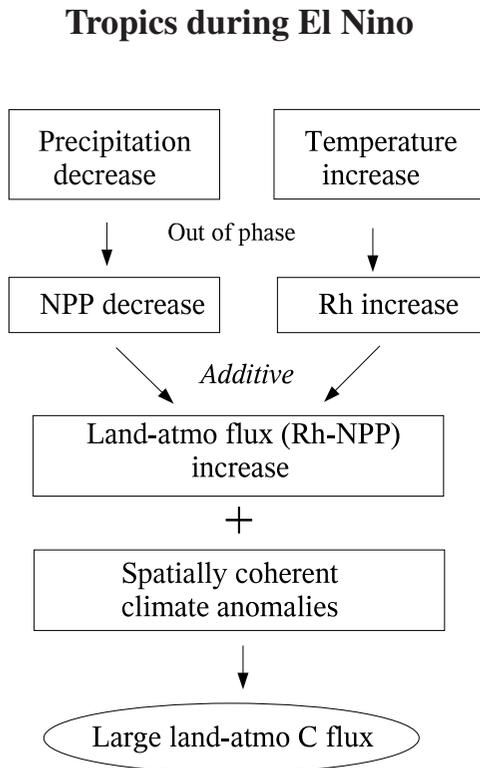 Tropics during El Nino
Precipitation
decrease
Temperature
increase
Out of phase
NPP decrease
Rh increase
Additive
Land-atmo flux (Rh-NPP)
increase
+
Spatially coherent
climate anomalies
Large land-atmo C flux